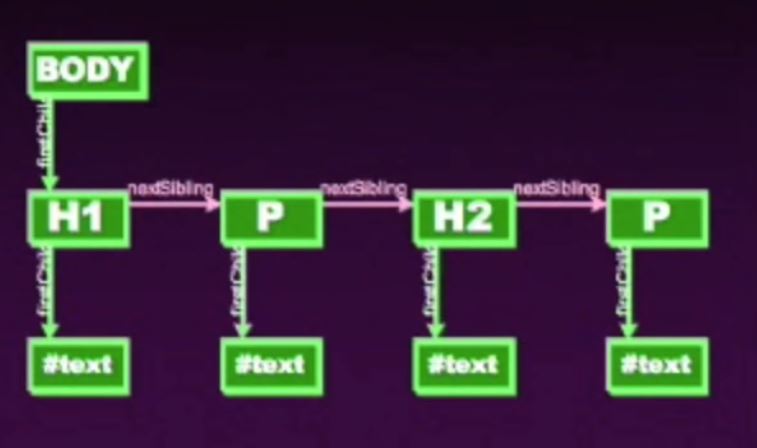 BODY
firstChild
nextSibling nextSibling nextSibling
H1 P H2 P
firstChild firstChild firstChild firstChild
#text #text #text #text